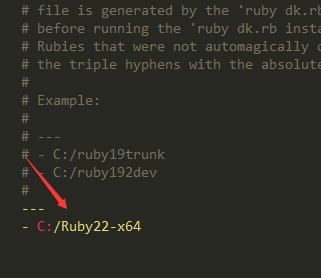 # file is generated by the 'ruby dk.rb
# before running the 'ruby dk.rb inst
# Rubies that were not automagically
# the triple hyphens with the absolute
#
# Example:
#
# ---
# - C:/ruby19trunk
# - C:/ruby192dev
#
---
- C:/Ruby22-x64